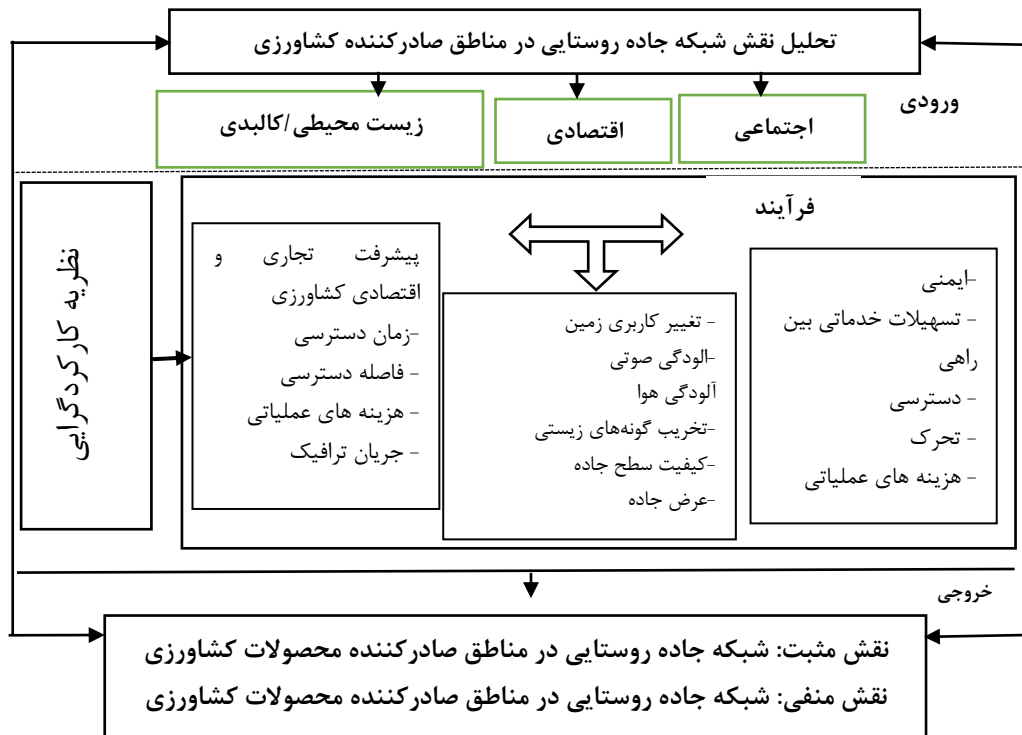 تحلیل نقش شبکه جاده روستایی در مناطق صادرکننده کشاورزی
ورودی
اجتماعی
اقتصادی
زیست محیطی/کالبدی
فرآیند
-ایمنی
- تسهیلات خدماتی بین
راهی
- دسترسی
- تحرک
- هزینه های عملیاتی
- تغییر کاربری زمین
-الودگی صوتی
آلودگی هوا
-تخریب گونه‌های زیستی
-کیفیت سطح جاده
-عرض جاده
پیشرفت تجاری و
اقتصادی کشاورزی
-زمان دسترسی
- فاصله دسترسی
- هزینه های عملیاتی
- جریان ترافیک
نظریه کارکردگرایی
خروجی
نقش مثبت: شبکه جاده روستایی در مناطق صادرکننده محصولات کشاورزی
نقش منفی: شبکه جاده روستایی در مناطق صادرکننده محصولات کشاورزی